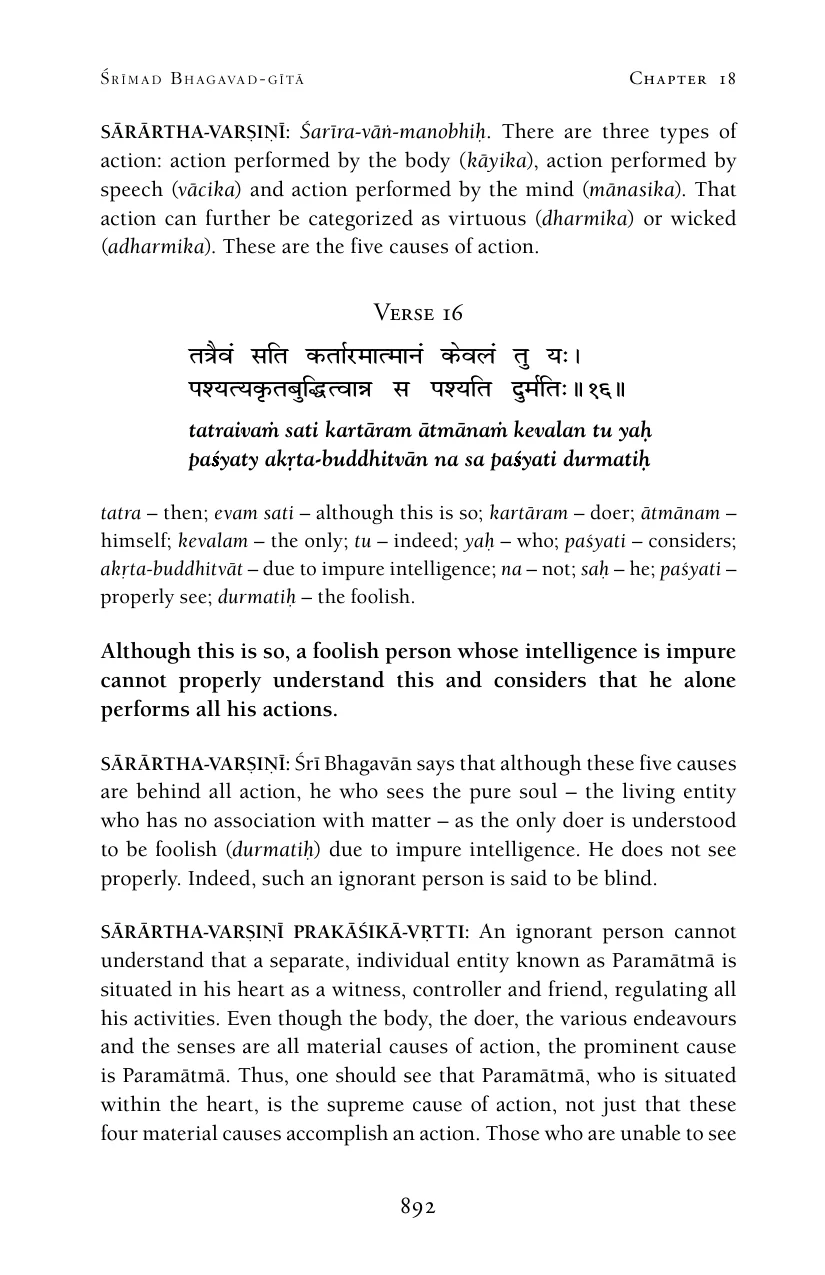 Śrīmad Bhagavad-gītā Chapter 18
SĀRĀRTHA-VARṢIṆĪ: Śarīra-vāṅ-manobhiḥ. There are three types of
action: action performed by the body (kāyika), action performed by
speech (vācika) and action performed by the mind (mānasika). That
action can further be categorized as virtuous (dharmika) or wicked
(adharmika). These are the five causes of action.
Verse 16
तत्रैवं सति कर्तारमात्मानं केवलं तु यः।
पश्यत्यकृतबुद्धित्वान्न स पश्यति दुर्मतिः॥१६॥
tatraivaṁ sati kartāram ātmānaṁ kevalan tu yaḥ
paśyaty akṛta-buddhitvān na sa paśyati durmatiḥ
tatra – then; evam sati – although this is so; kartāram – doer; ātmānam –
himself; kevalam – the only; tu – indeed; yaḥ – who; paśyati – considers;
akṛta-buddhitvāt – due to impure intelligence; na – not; saḥ – he; paśyati –
properly see; durmatiḥ – the foolish.
Although this is so, a foolish person whose intelligence is impure
cannot properly understand this and considers that he alone
performs all his actions.
SĀRĀRTHA-VARṢIṆĪ: Śrī Bhagavān says that although these five causes
are behind all action, he who sees the pure soul – the living entity
who has no association with matter – as the only doer is understood
to be foolish (durmatiḥ) due to impure intelligence. He does not see
properly. Indeed, such an ignorant person is said to be blind.
SĀRĀRTHA-VARṢIṆĪ PRAKĀŚIKĀ-VṚTTI: An ignorant person cannot
understand that a separate, individual entity known as Paramātmā is
situated in his heart as a witness, controller and friend, regulating all
his activities. Even though the body, the doer, the various endeavours
and the senses are all material causes of action, the prominent cause
is Paramātmā. Thus, one should see that Paramātmā, who is situated
within the heart, is the supreme cause of action, not just that these
four material causes accomplish an action. Those who are unable to see
892